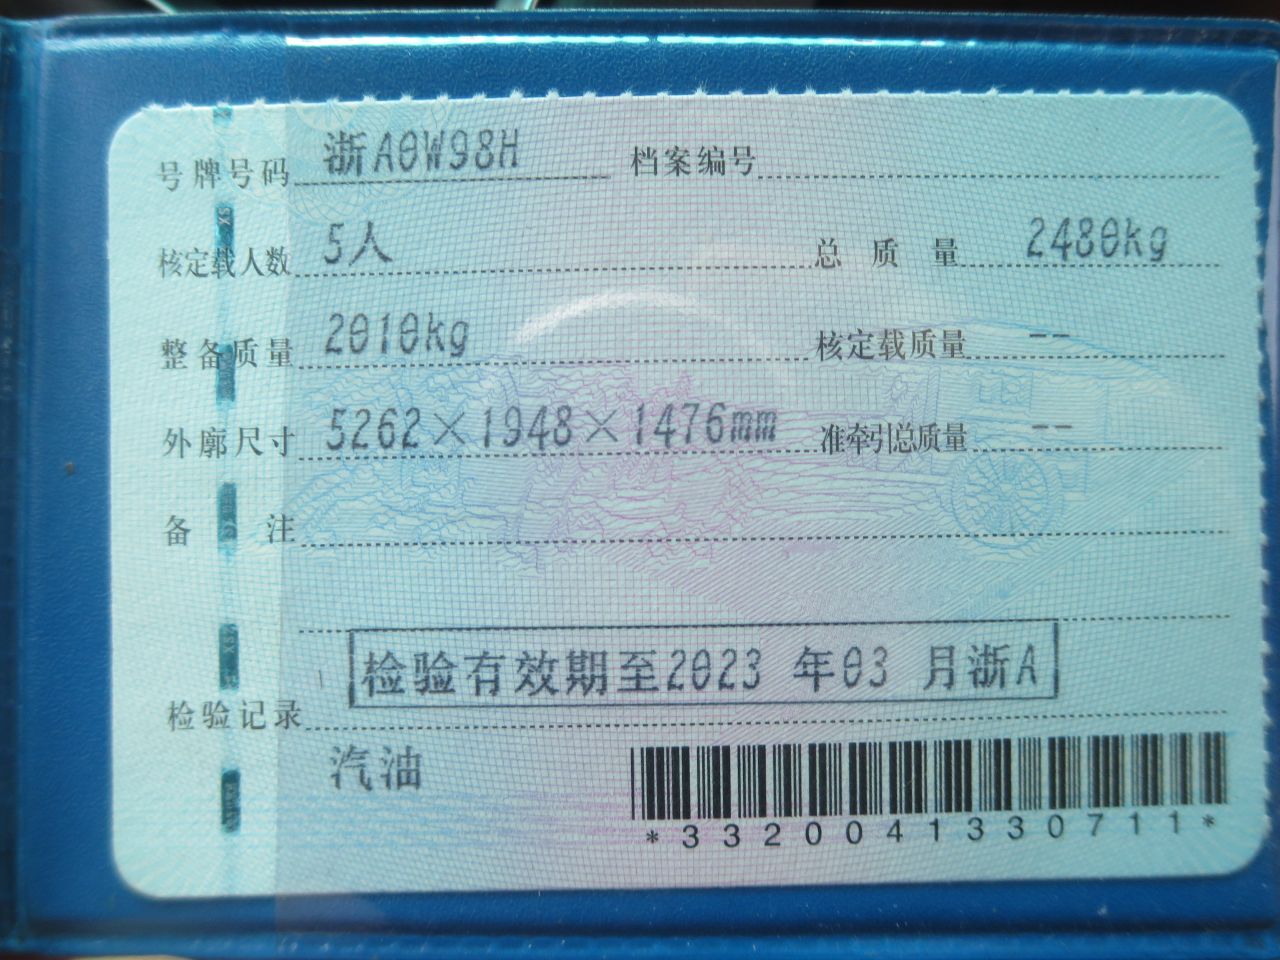 号牌号码 浙A0W98H 档案编号
核定载人数 5人 总质量 2480kg
整备质量 2010kg 核定载质量 --
外廓尺寸 5262×1948×1476mm 准牵引总质量 --
备注
检验有效期至2023 年03 月浙A
检验记录
汽油
*3320041330711*